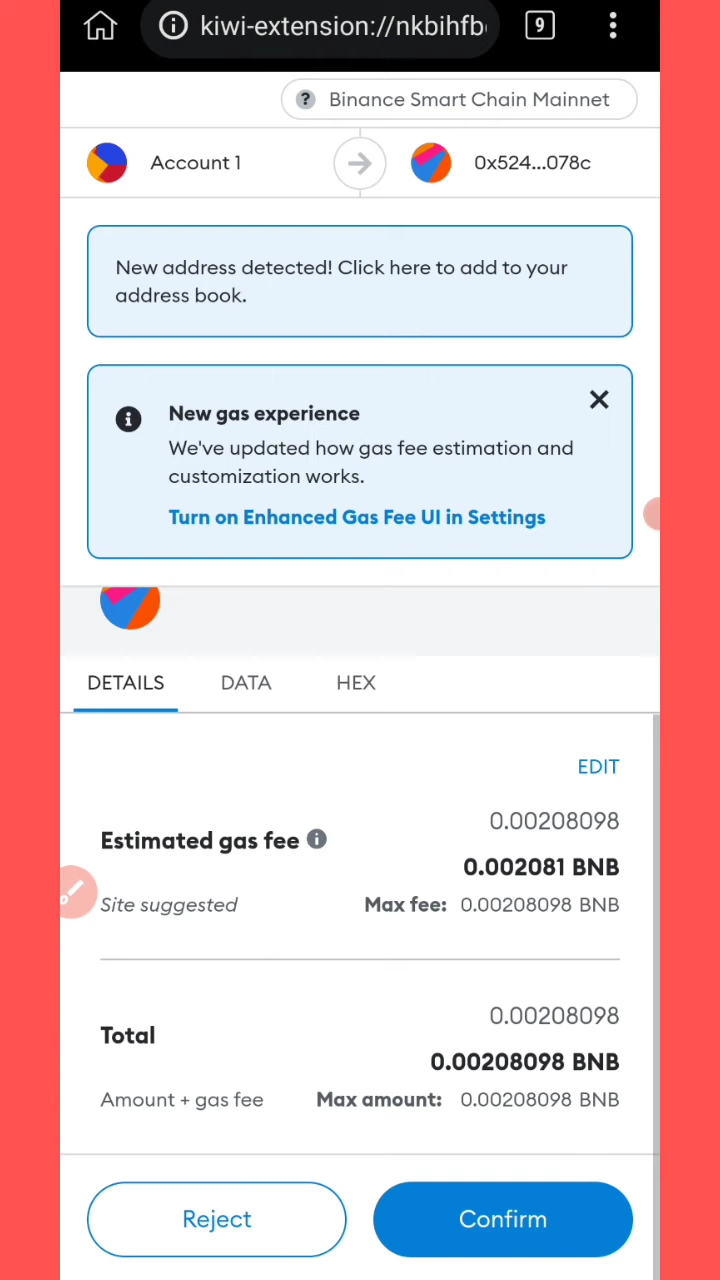 kiwi-extension://nkbihfb
9
Binance Smart Chain Mainnet
Account 1
0x524...078c
New address detected! Click here to add to your
address book.
New gas experience
We've updated how gas fee estimation and
customization works.
Turn on Enhanced Gas Fee UI in Settings
DETAILS
DATA
HEX
EDIT
0.00208098
Estimated gas fee
0.002081 BNB
Site suggested
Max fee: 0.00208098 BNB
0.00208098
Total
0.00208098 BNB
Amount + gas fee
Max amount: 0.00208098 BNB
Reject
Confirm